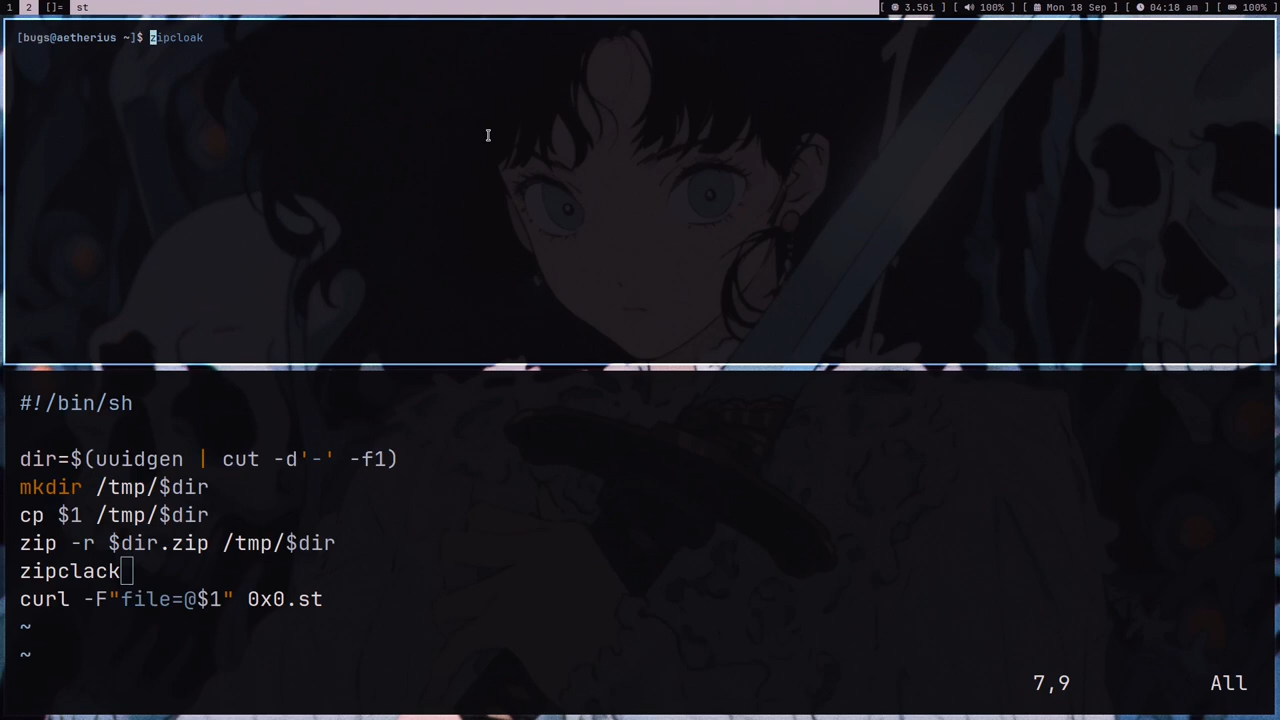 1 2 []= st [ 3.5Gi ] [ 100% ] [ Mon 18 Sep ] [ 04:18 am ] [ 100% ]
[bugs@aetherius ~]$ zipcloak
#!/bin/sh
dir=$(uuidgen | cut -d'-' -f1)
mkdir /tmp/$dir
cp $1 /tmp/$dir
zip -r $dir.zip /tmp/$dir
zipclack
curl -F"file=@$1" 0x0.st
~
~
7,9 All